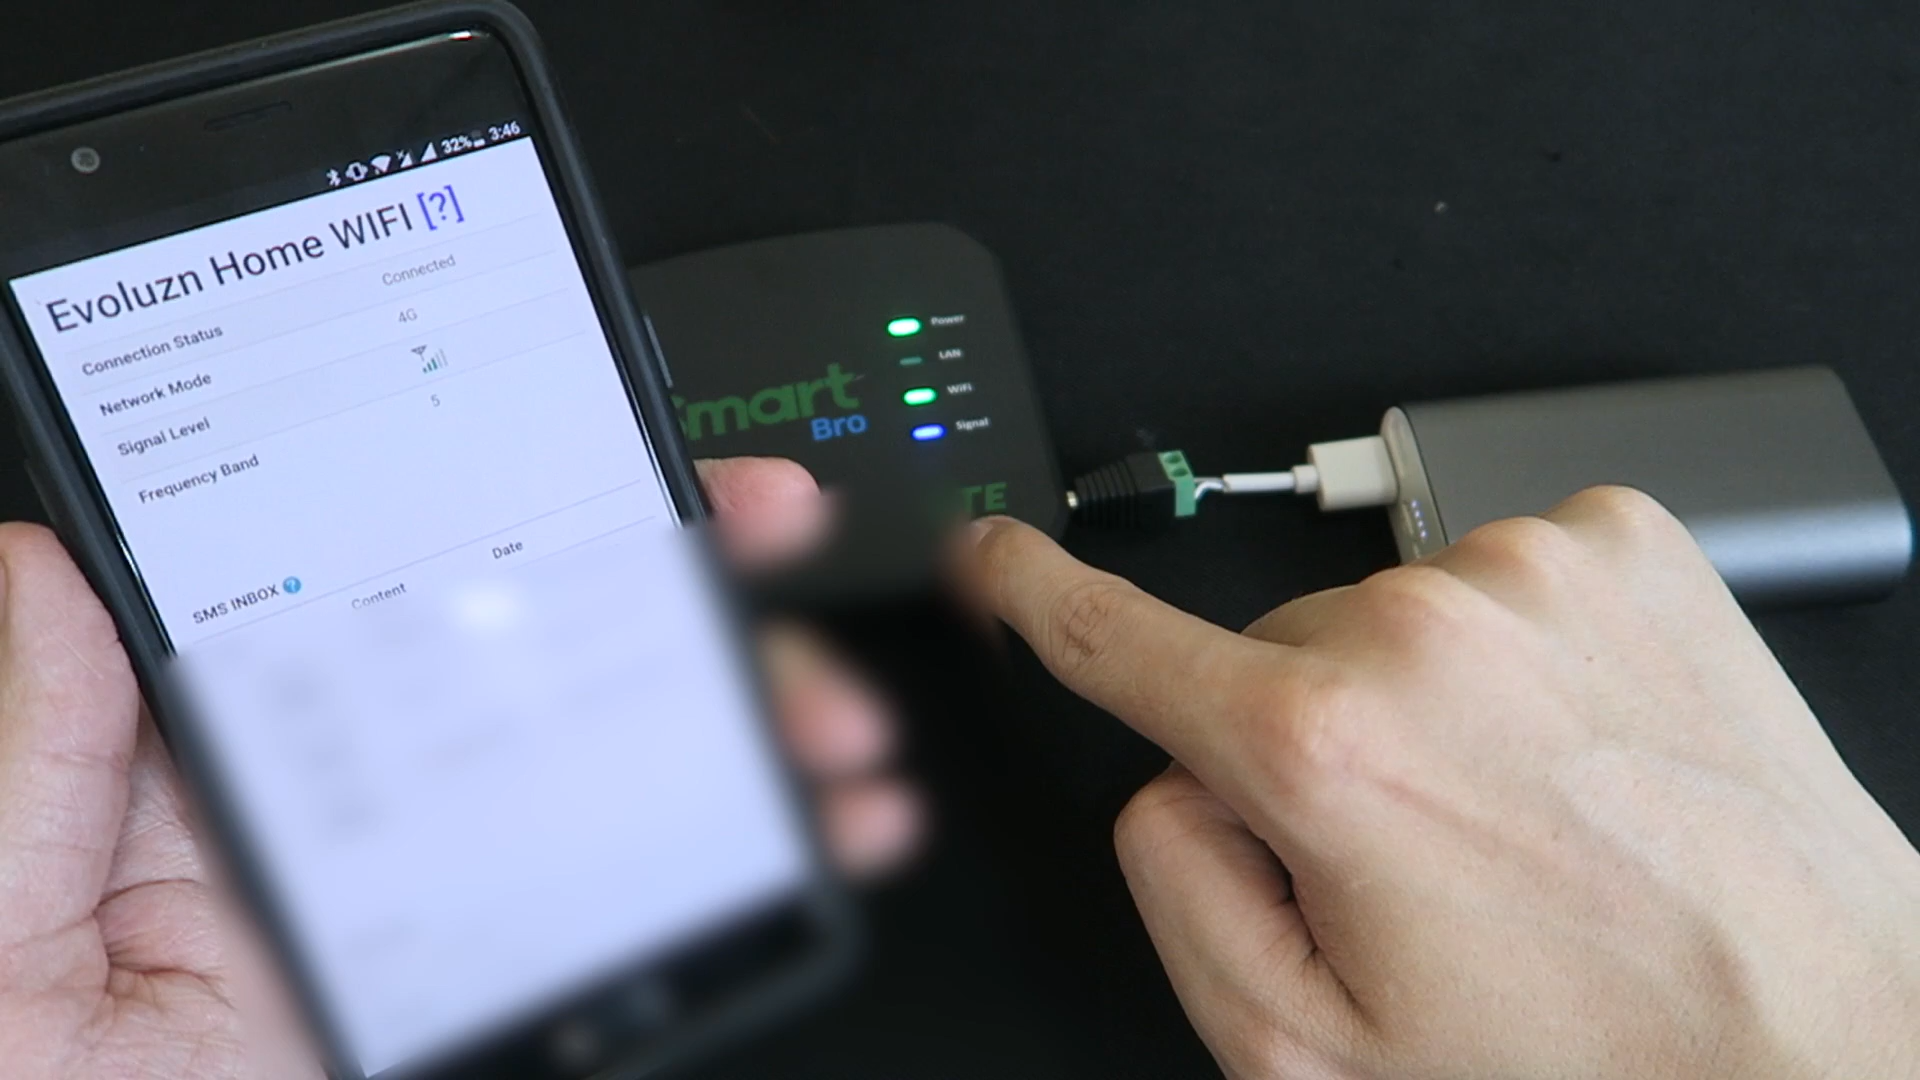 32% 3:46
Evoluzn Home WIFI [?]
Connection Status Connected
Network Mode 4G
Signal Level
Frequency Band 5
SMS INBOX ?
Content Date
Smart
Bro
Power
LAN
WiFi
Signal
TE